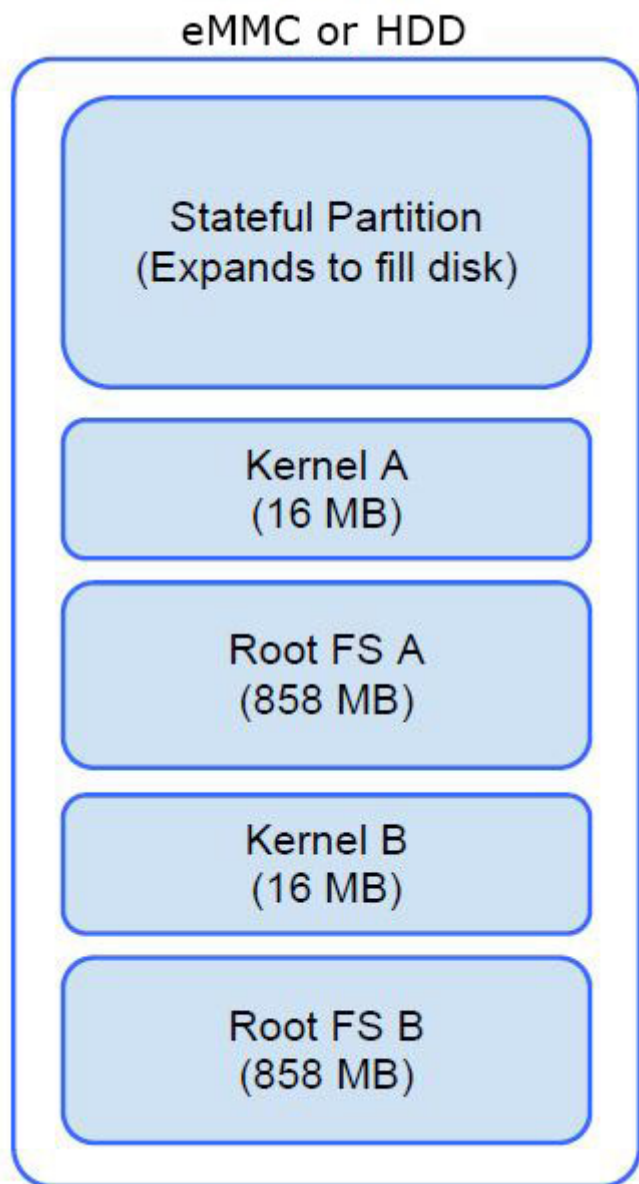 eMMC or HDD
Stateful Partition
(Expands to fill disk)
Kernel A
(16 MB)
Root FS A
(858 MB)
Kernel B
(16 MB)
Root FS B
(858 MB)